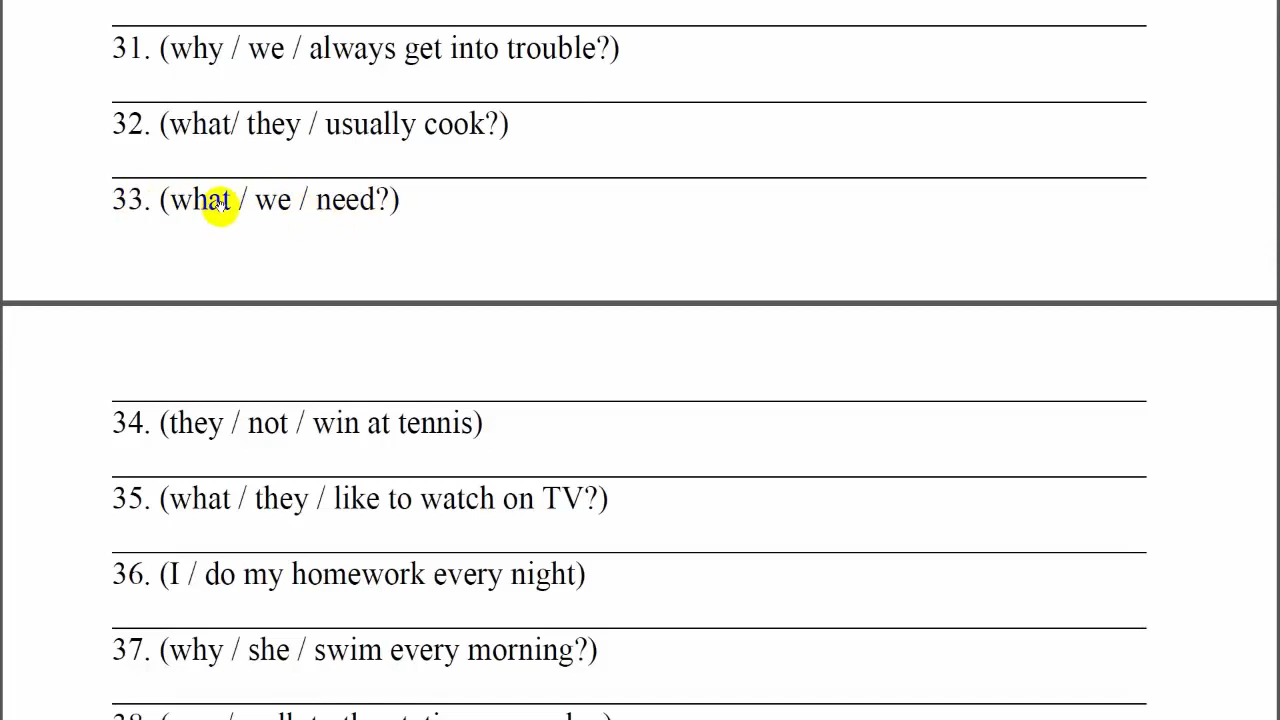 31. (why / we / always get into trouble?)
32. (what/ they / usually cook?)
33. (what / we / need?)
34. (they / not / win at tennis)
35. (what / they / like to watch on TV?)
36. (I / do my homework every night)
37. (why / she / swim every morning?)